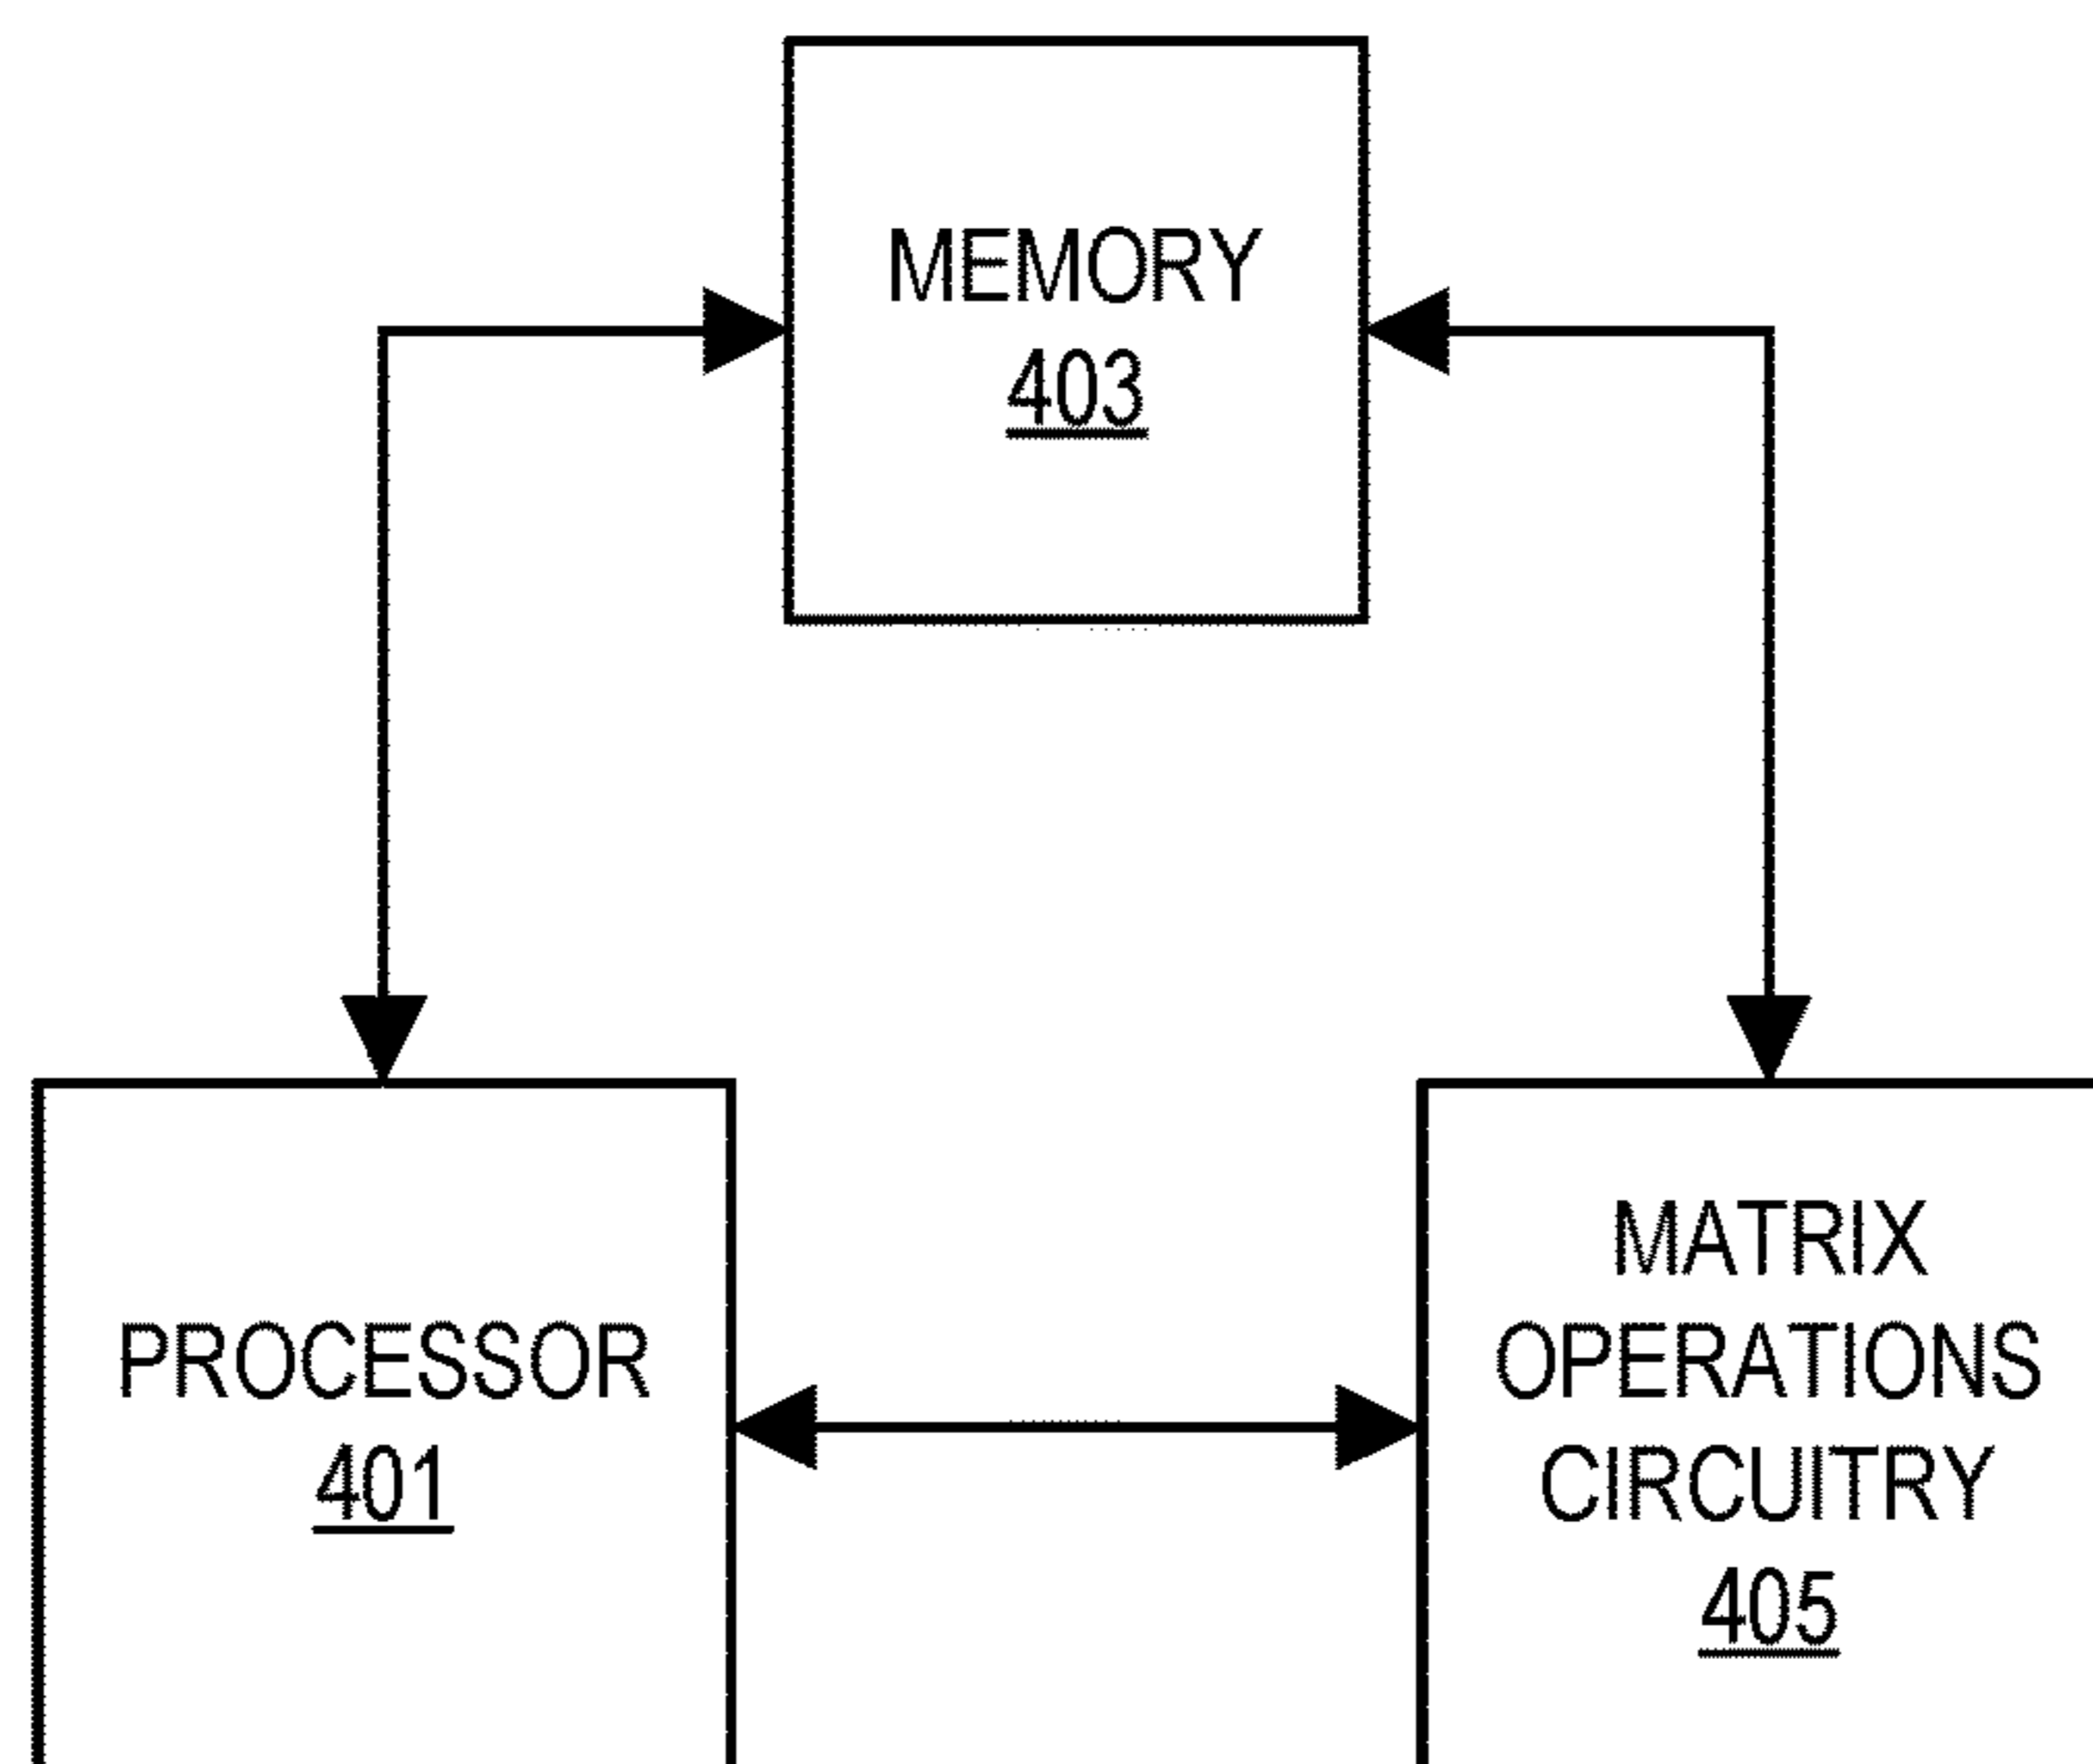 MEMORY
403
PROCESSOR
401
MATRIX
OPERATIONS
CIRCUITRY
405